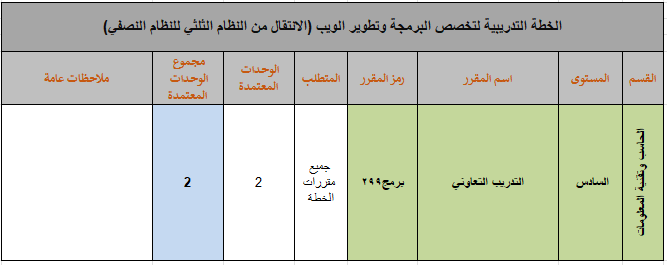 الخطة التدريبية لتخصص البرمجة وتطوير الويب (الانتقال من النظام الثلثي للنظام النصفي)
القسم
المستوى
اسم المقرر
رمز المقرر
المتطلب
الوحدات
المعتمدة
مجموع
الوحدات
المعتمدة
ملاحظات عامة
الحاسب وتقنية المعلومات
السادس
التدريب التعاوني
برمج٢٩٩
جميع
مقررات
الخطة
2
2